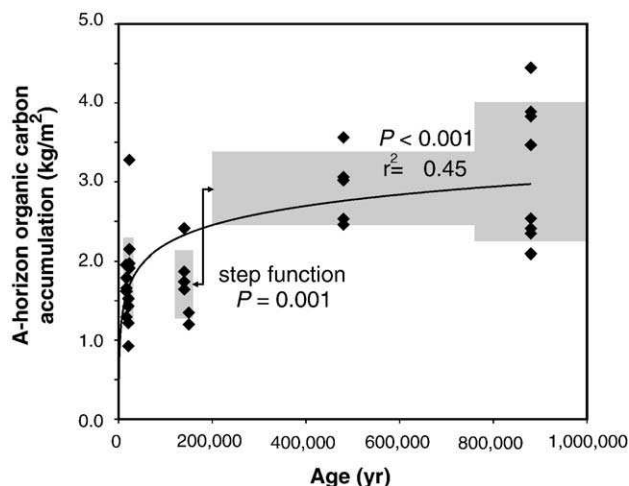 5.0
4.0
3.0
2.0
1.0
0.0
A-horizon organic carbon
accumulation (kg/m²)
P < 0.001
r² = 0.45
step function
P = 0.001
0
200,000
400,000
600,000
800,000
1,000,000
Age (yr)